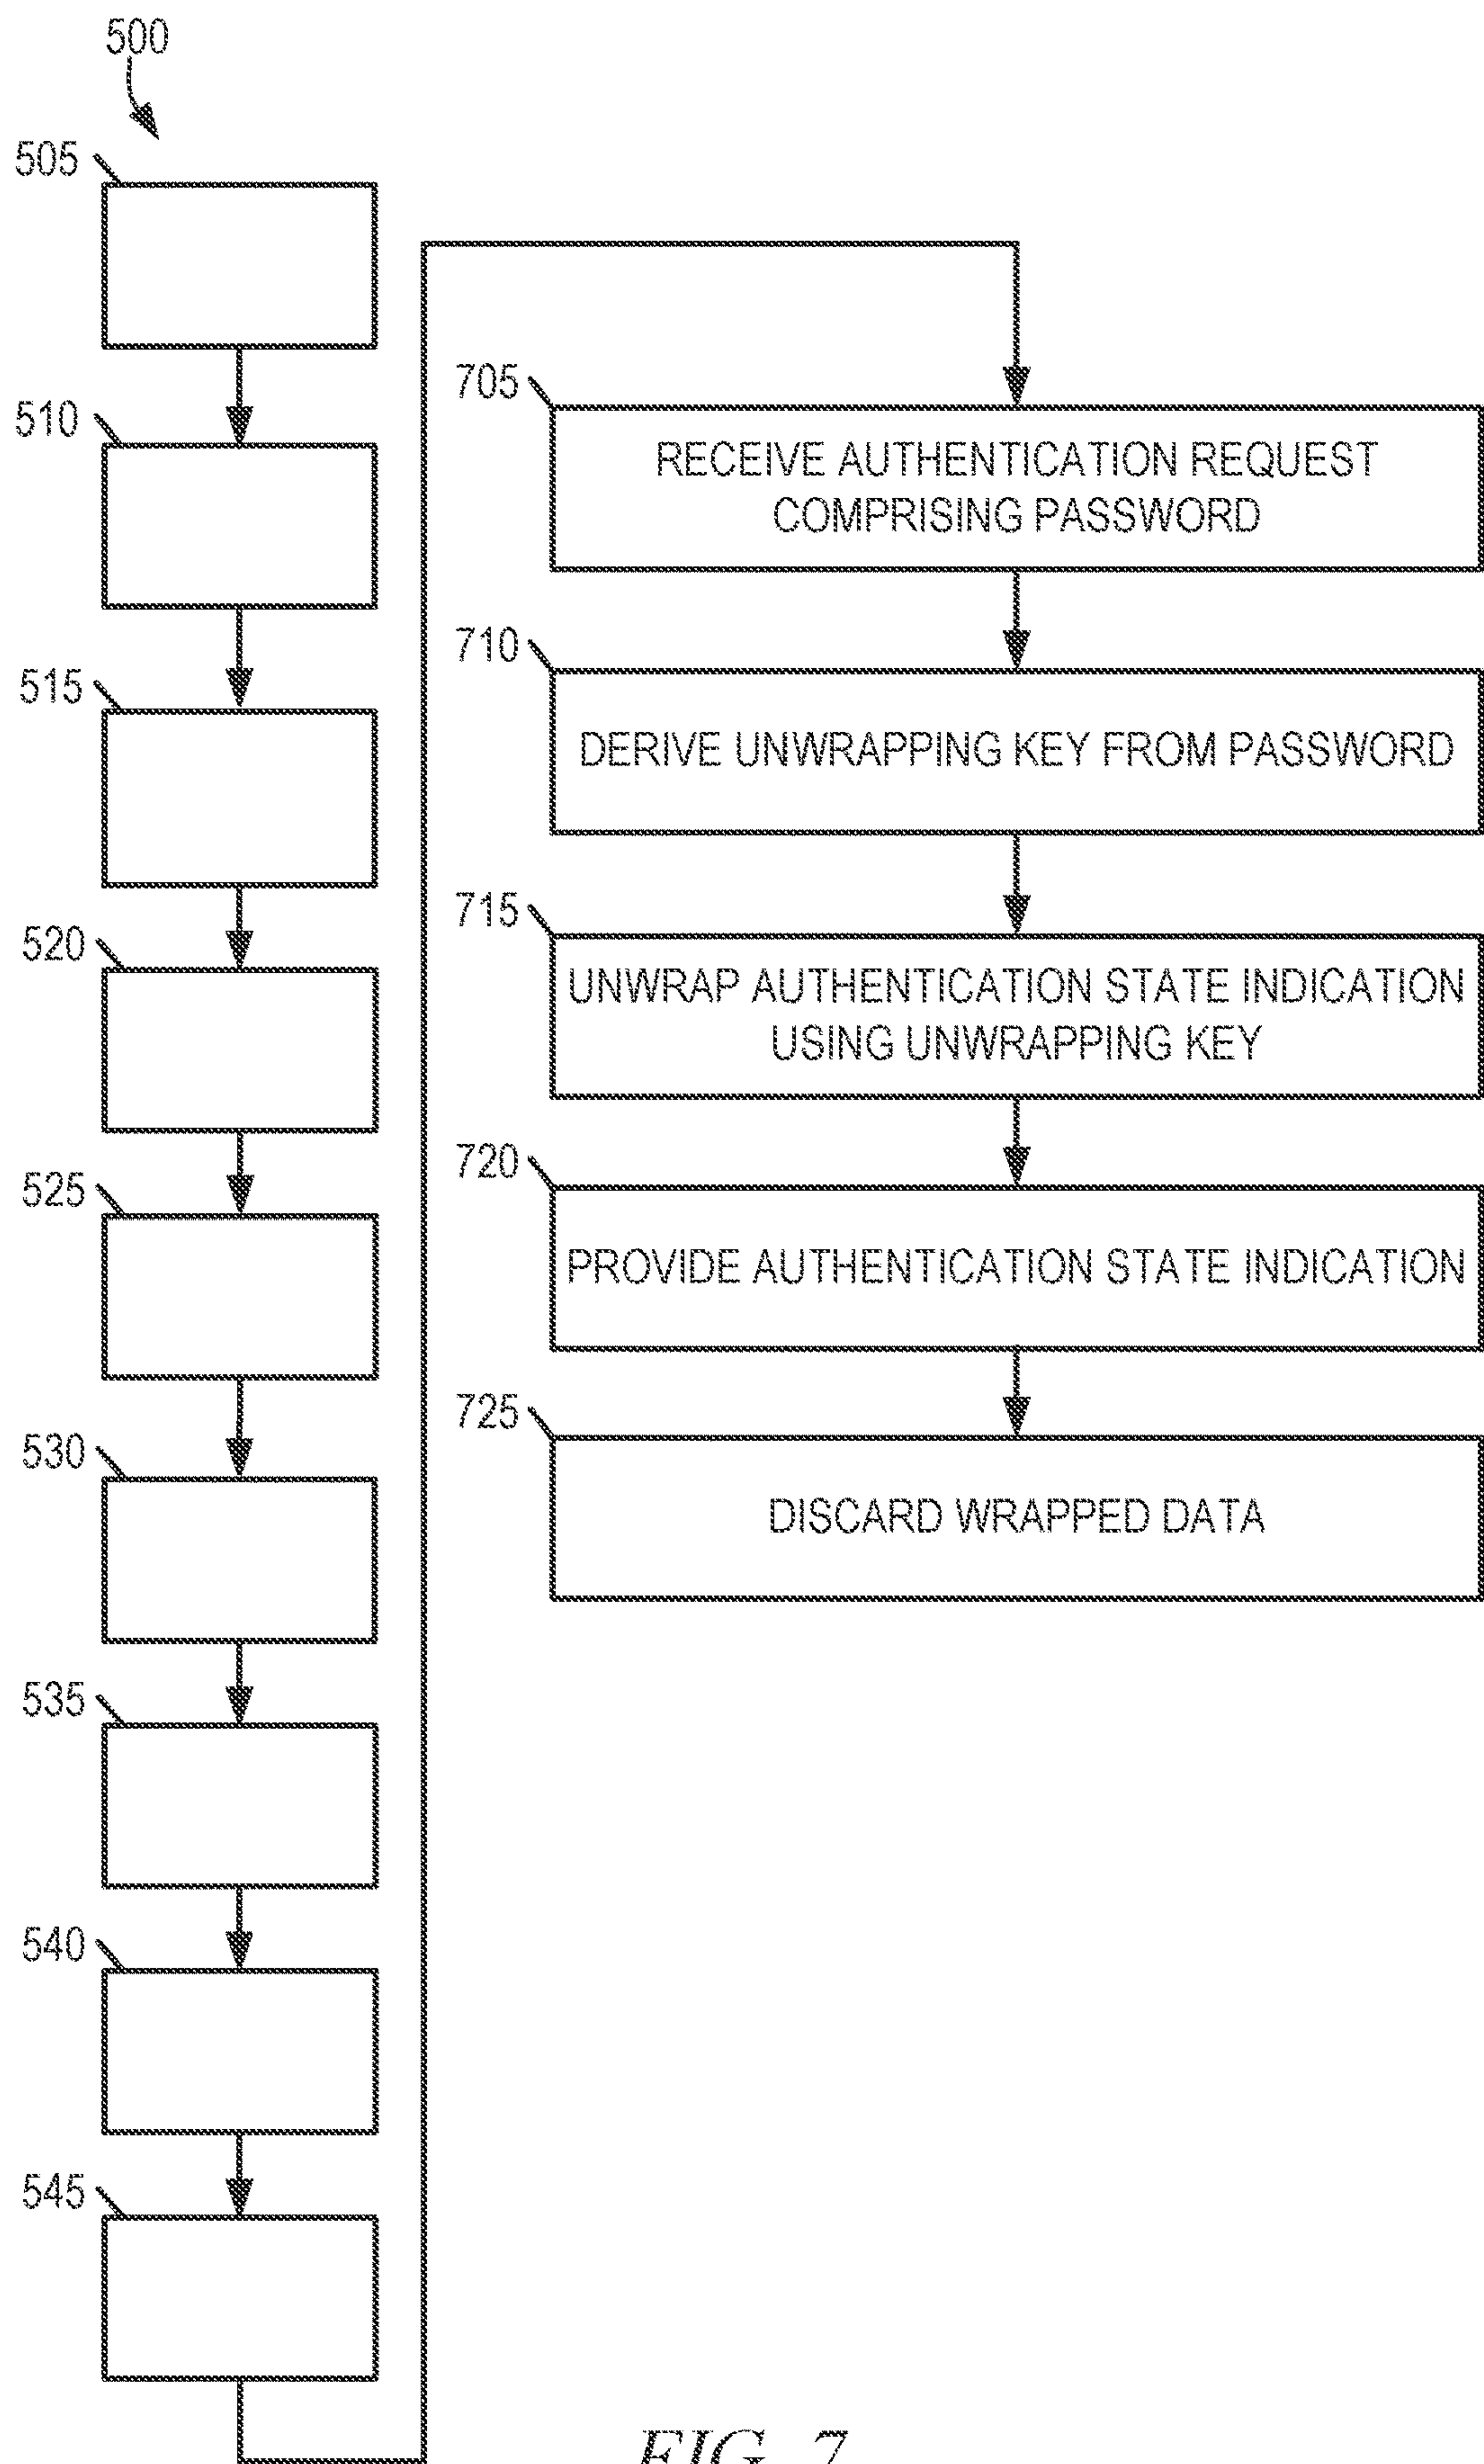 500
505
510
515
520
525
530
535
540
545
705
RECEIVE AUTHENTICATION REQUEST
COMPRISING PASSWORD
710
DERIVE UNWRAPPING KEY FROM PASSWORD
715
UNWRAP AUTHENTICATION STATE INDICATION
USING UNWRAPPING KEY
720
PROVIDE AUTHENTICATION STATE INDICATION
725
DISCARD WRAPPED DATA
FIG. 7